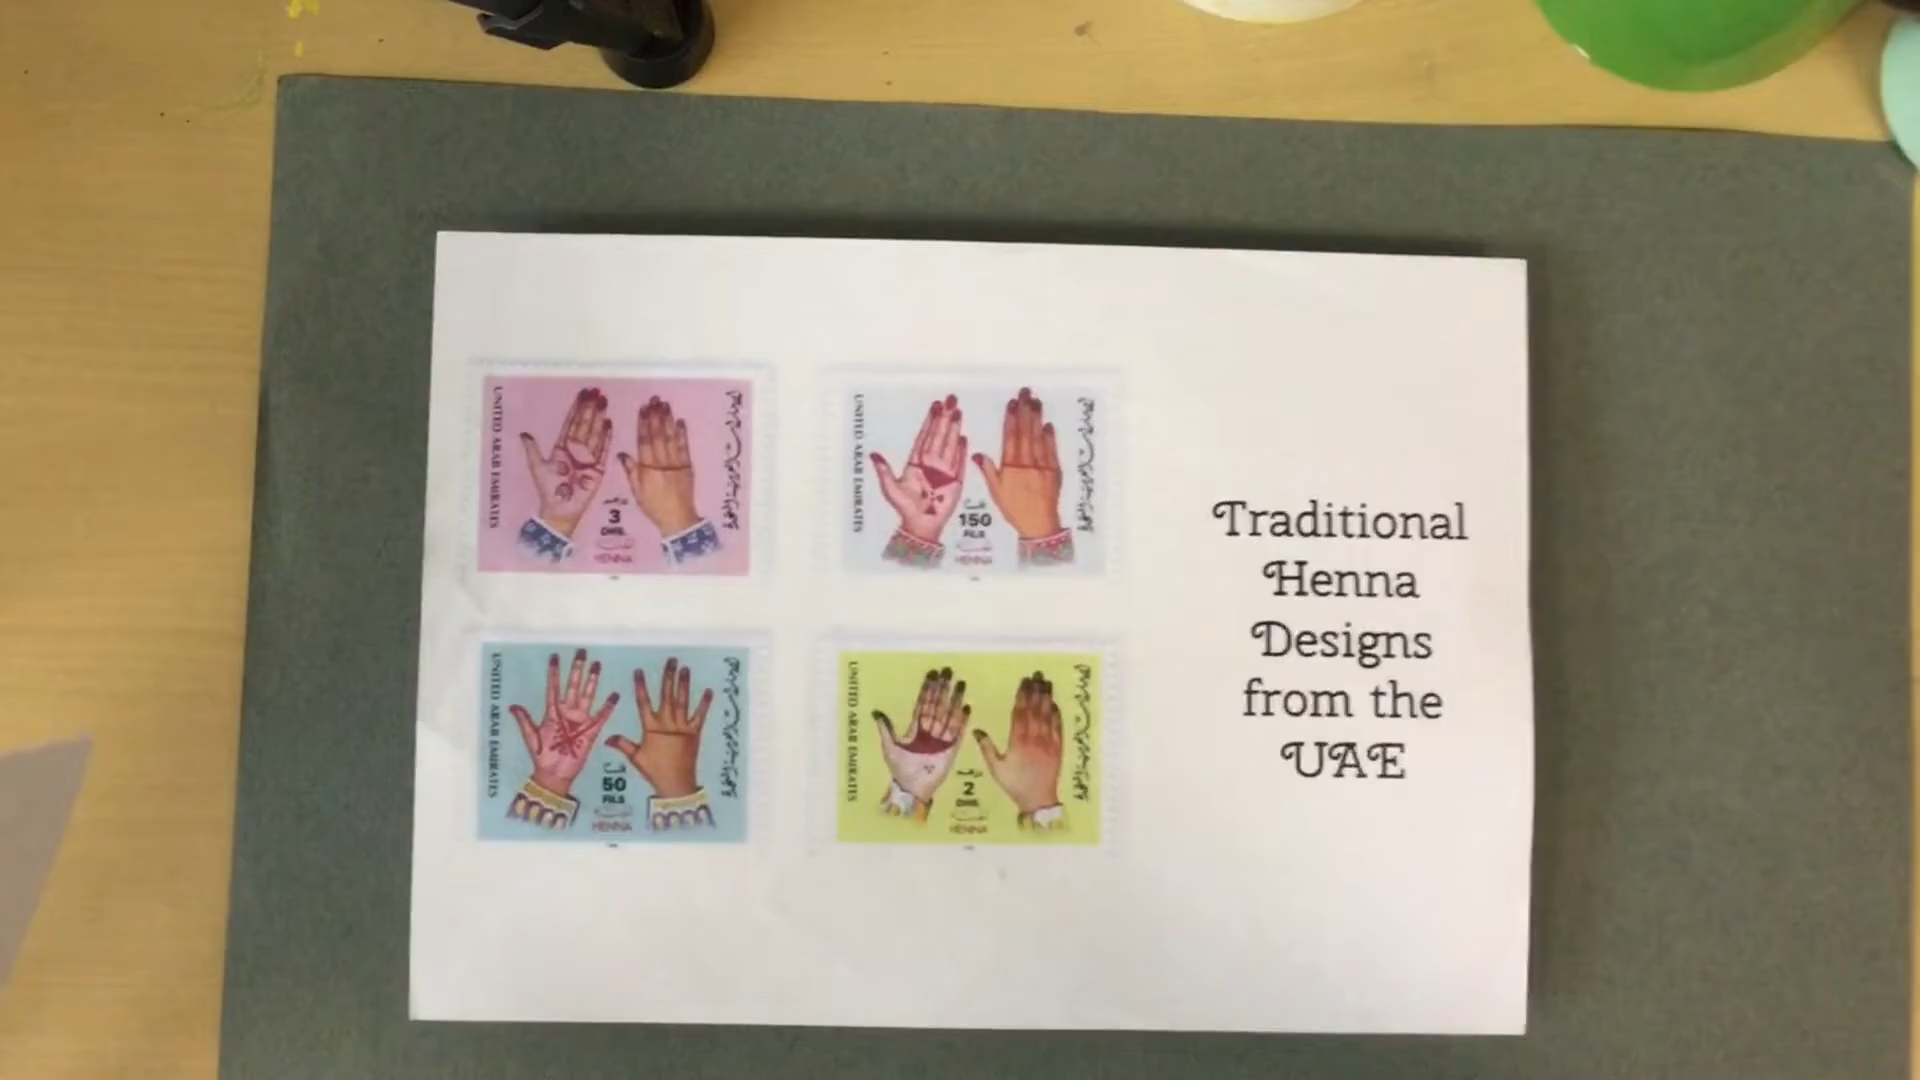 UNITED ARAB EMIRATES
3
DHS.
HENNA
UNITED ARAB EMIRATES
150
FILS
HENNA
UNITED ARAB EMIRATES
50
FILS
HENNA
UNITED ARAB EMIRATES
2
DHS.
HENNA
Traditional
Henna
Designs
from the
UAE